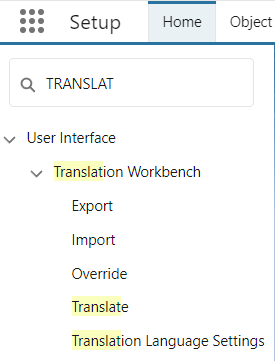 Setup Home Object
TRANSLAT
User Interface
Translation Workbench
Export
Import
Override
Translate
Translation Language Settings